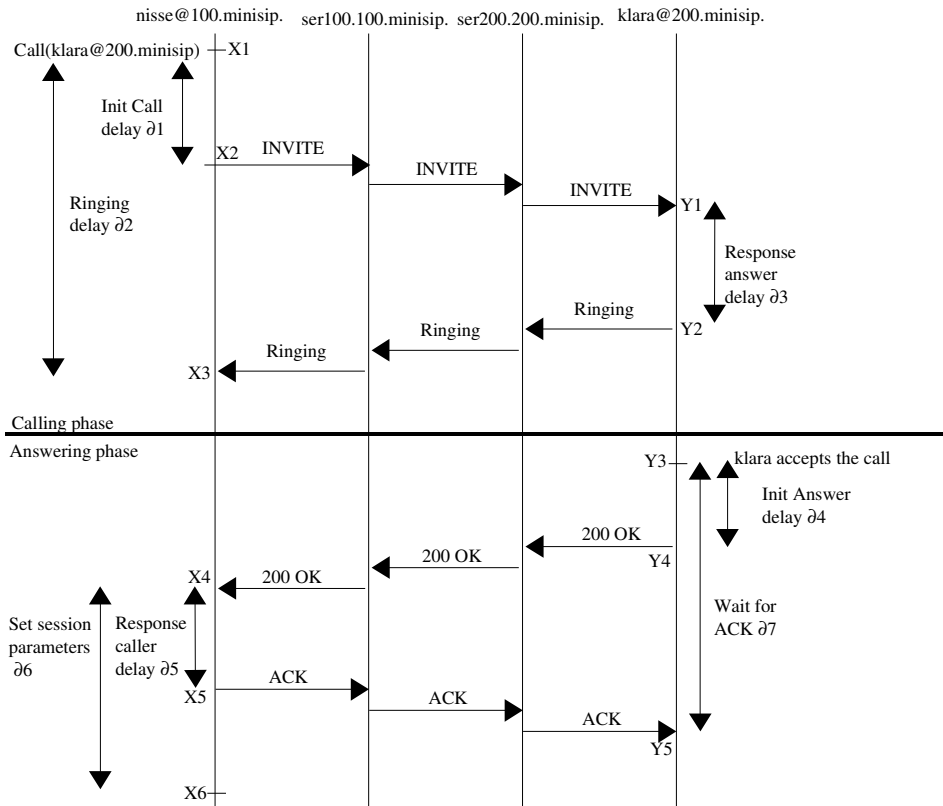 nisse@100.minisip.
ser100.100.minisip.
ser200.200.minisip.
klara@200.minisip.
Call(klara@200.minisip)
X1
Init Call
delay ∂1
X2
INVITE
INVITE
INVITE
Y1
Ringing
delay ∂2
Response
answer
delay ∂3
Ringing
Y2
Ringing
Ringing
X3
Calling phase
Answering phase
Y3
klara accepts the call
Init Answer
delay ∂4
200 OK
Y4
200 OK
200 OK
X4
Set session
parameters
∂6
Response
caller
delay ∂5
Wait for
ACK ∂7
ACK
X5
ACK
ACK
Y5
X6